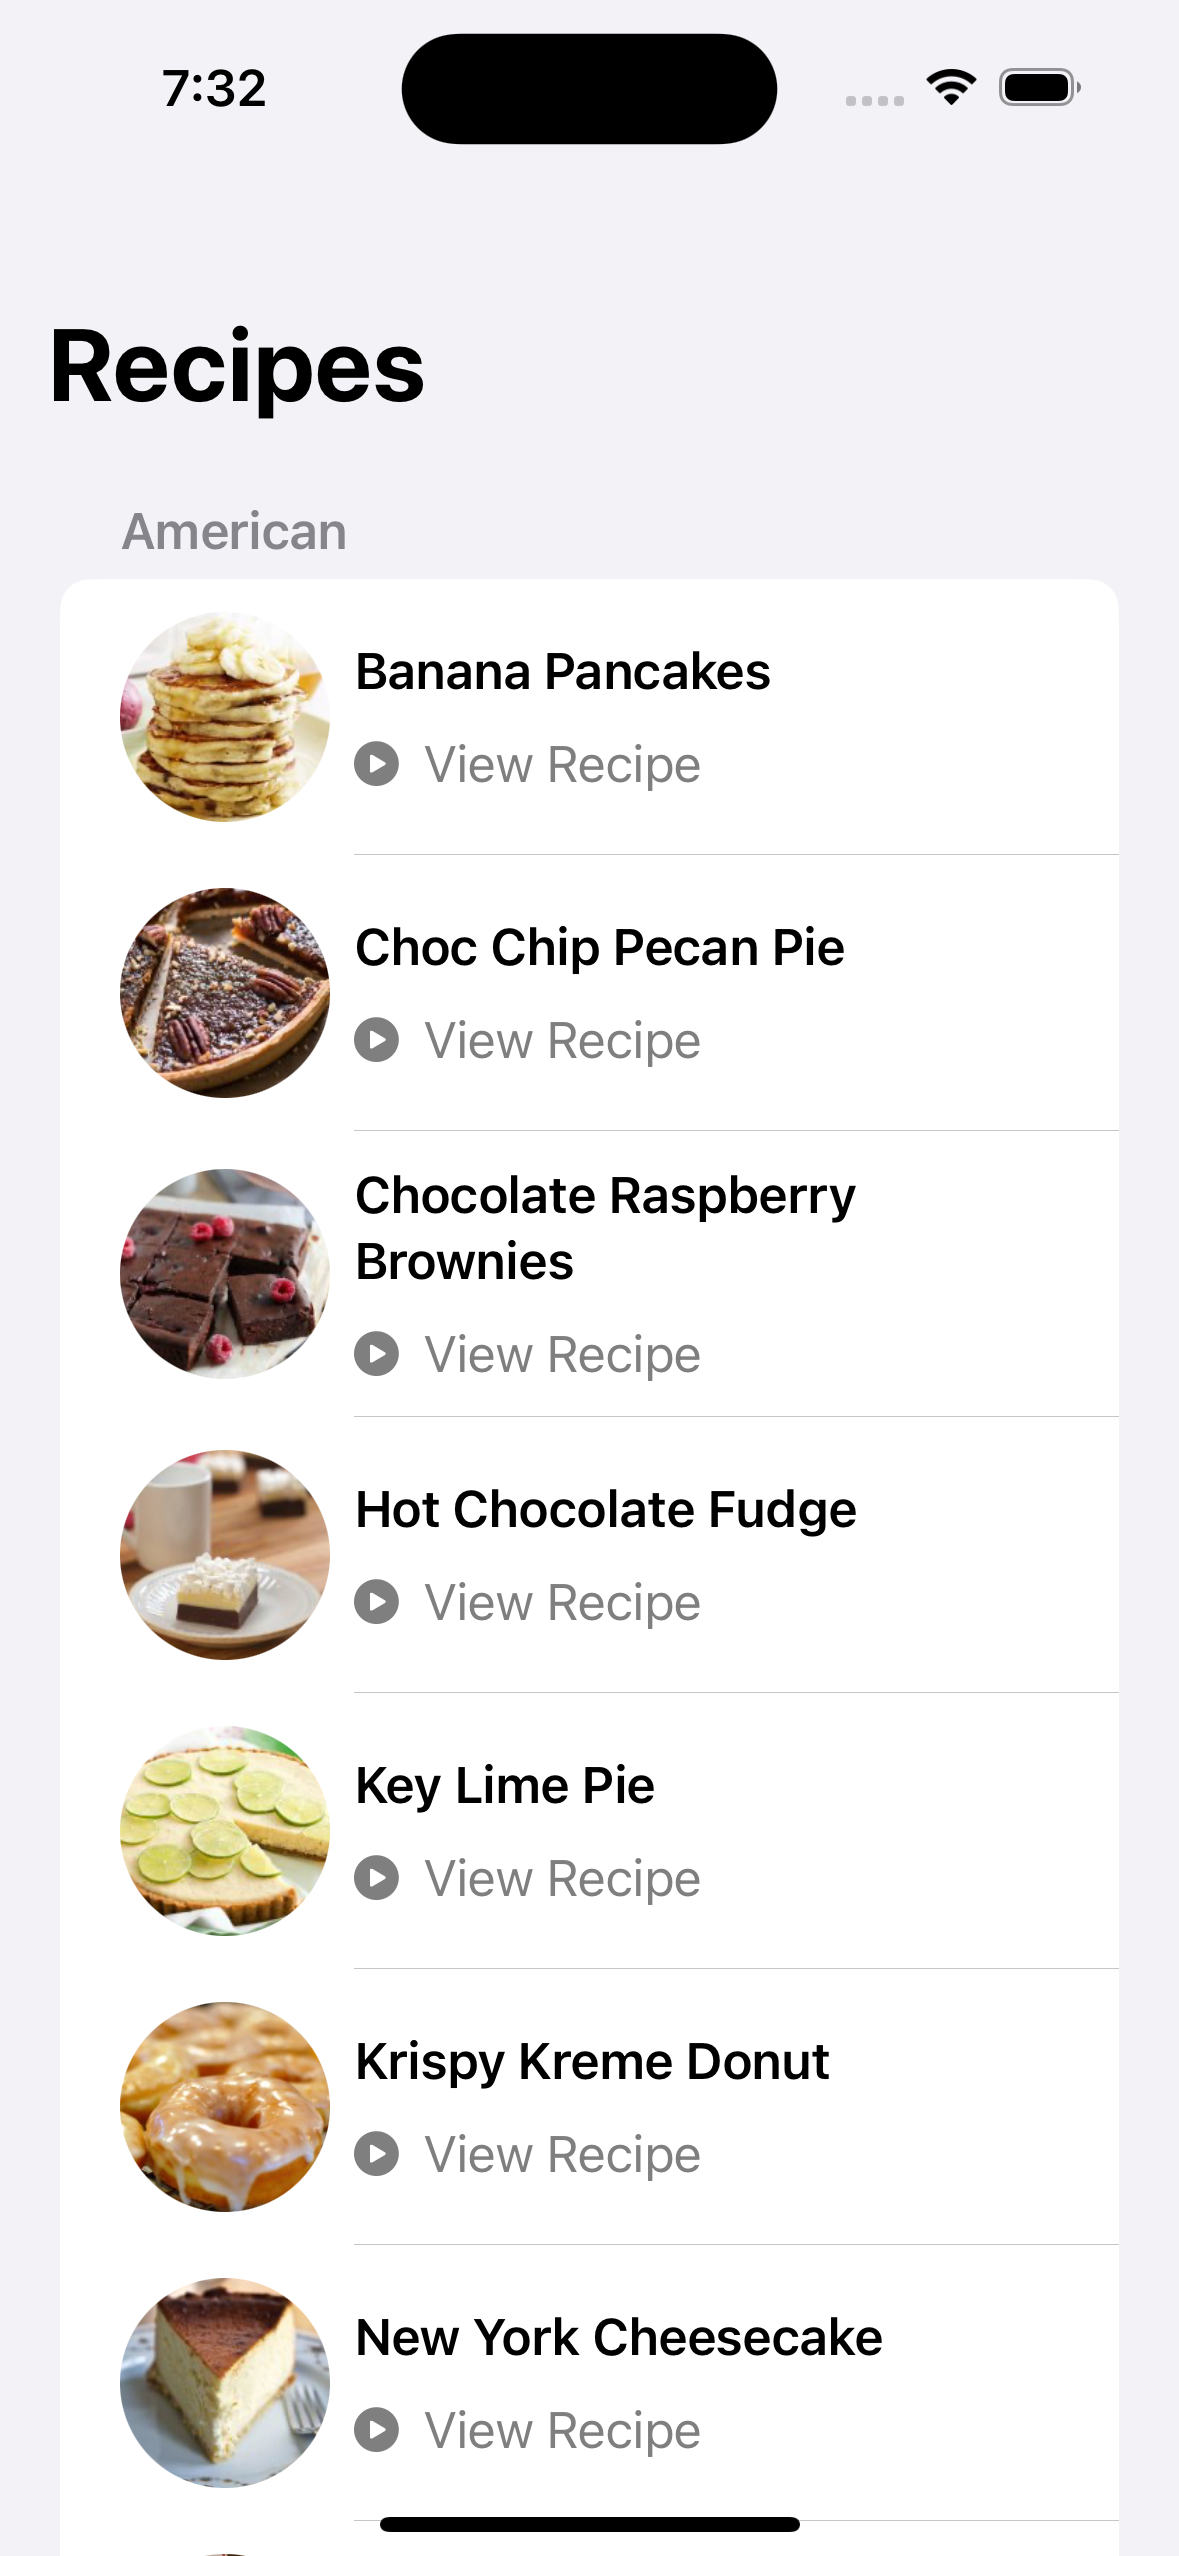 7:32
Recipes
American
Banana Pancakes
View Recipe
Choc Chip Pecan Pie
View Recipe
Chocolate Raspberry
Brownies
View Recipe
Hot Chocolate Fudge
View Recipe
Key Lime Pie
View Recipe
Krispy Kreme Donut
View Recipe
New York Cheesecake
View Recipe